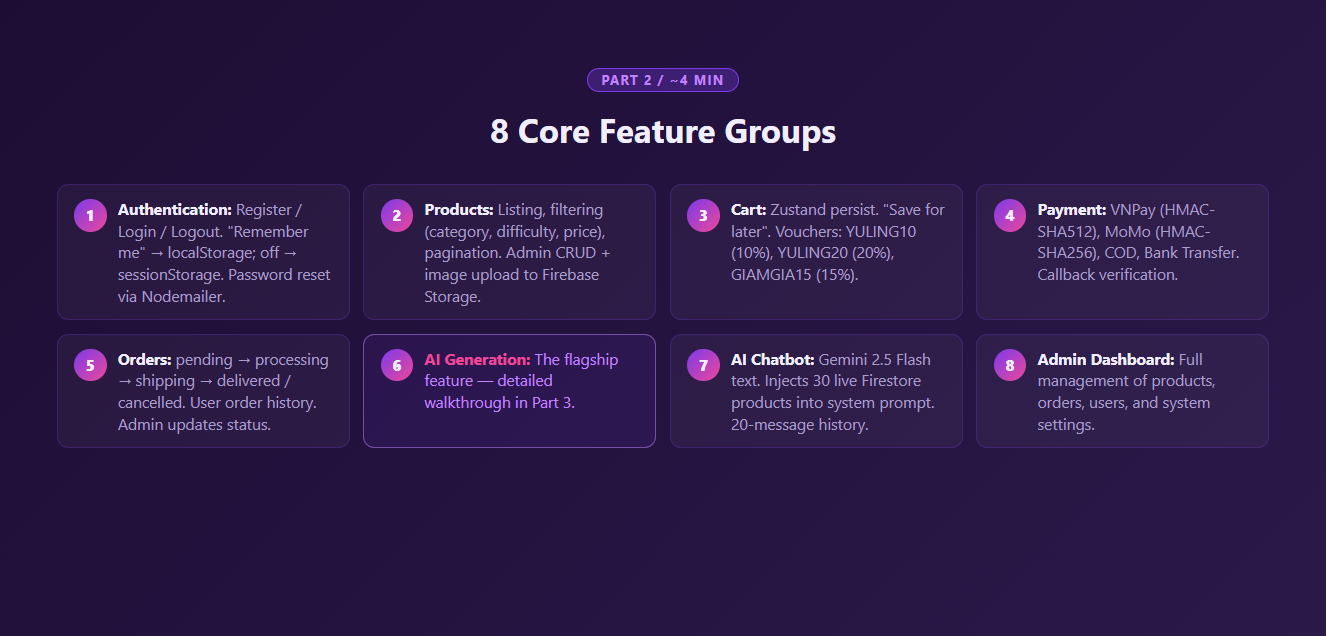 PART 2 / ~4 MIN
8 Core Feature Groups
1
Authentication: Register /
Login / Logout. "Remember
me" → localStorage; off →
sessionStorage. Password reset
via Nodemailer.
2
Products: Listing, filtering
(category, difficulty, price),
pagination. Admin CRUD +
image upload to Firebase
Storage.
3
Cart: Zustand persist. "Save for
later". Vouchers: YULING10
(10%), YULING20 (20%),
GIAMGIA15 (15%).
4
Payment: VNPay (HMAC-
SHA512), MoMo (HMAC-
SHA256), COD, Bank Transfer.
Callback verification.
5
Orders: pending → processing
→ shipping → delivered /
cancelled. User order history.
Admin updates status.
6
AI Generation: The flagship
feature — detailed
walkthrough in Part 3.
7
AI Chatbot: Gemini 2.5 Flash
text. Injects 30 live Firestore
products into system prompt.
20-message history.
8
Admin Dashboard: Full
management of products,
orders, users, and system
settings.